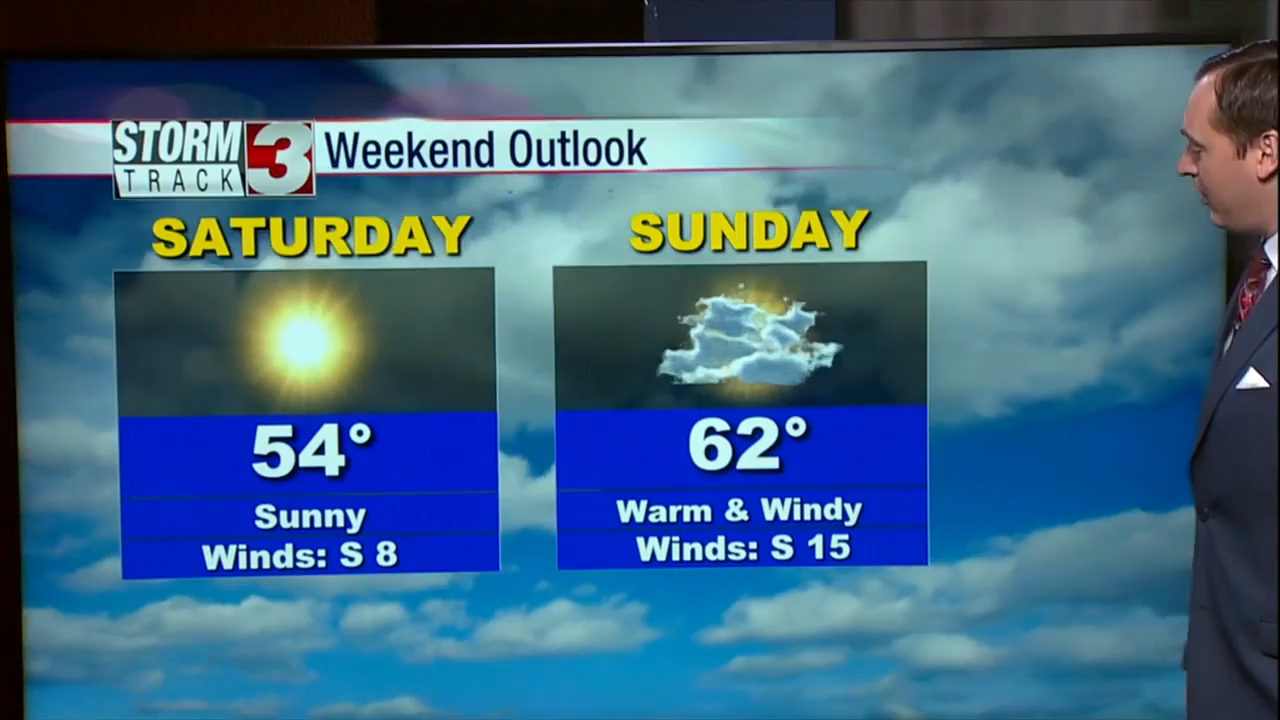 STORM
TRACK
3
Weekend Outlook
SATURDAY
SUNDAY
54°
Sunny
Winds: S 8
62°
Warm & Windy
Winds: S 15